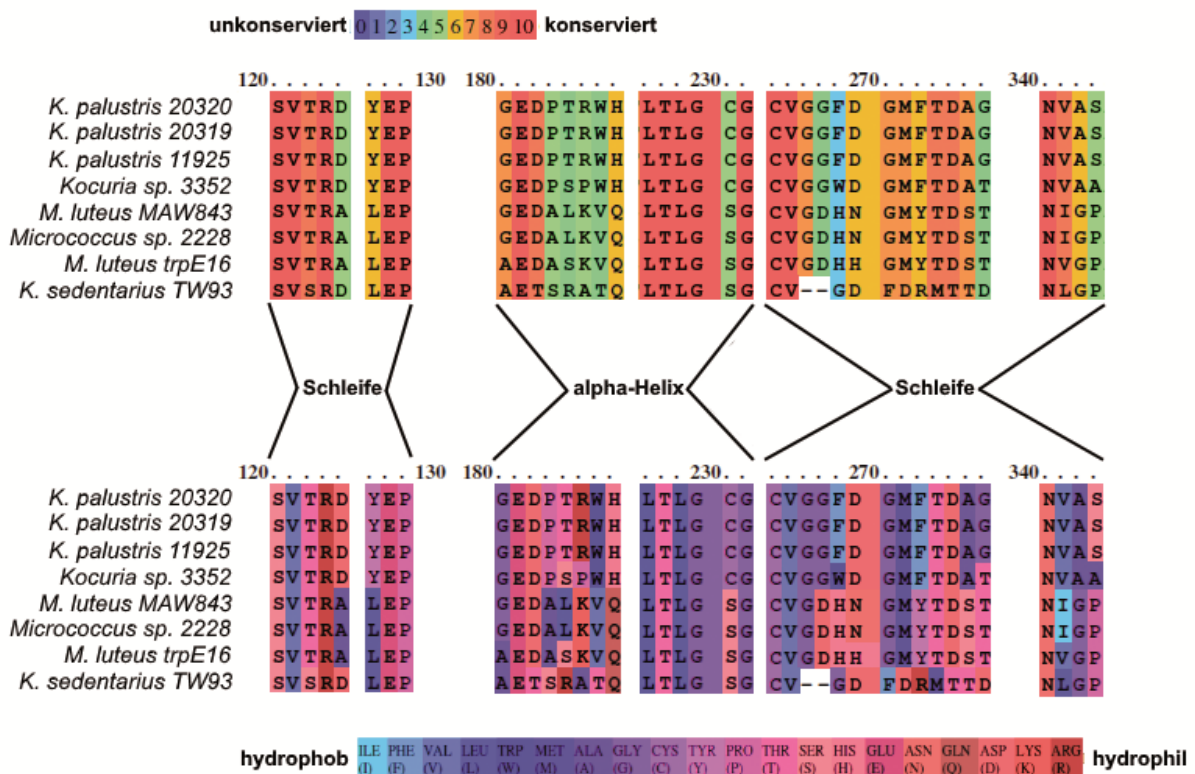 unkonserviert 0 1 2 3 4 5 6 7 8 9 10 konserviert
120 . . . . . . . 130 180 . . . . . . . . . . . 230 . . . . . . . . 270 . . . . . . . 340 . . . .
K. palustris 20320 SVTRD YEP GEDPTRWH LTLG CG CVGGFD GMFTDAG NVAS
K. palustris 20319 SVTRD YEP GEDPTRWH LTLG CG CVGGFD GMFTDAG NVAS
K. palustris 11925 SVTRD YEP GEDPTRWH LTLG CG CVGGFD GMFTDAG NVAS
Kocuria sp. 3352 SVTRD YEP GEDPSPWH LTLG CG CVGGWD GMFTDAT NVAA
M. luteus MAW843 SVTRA LEP GEDALKVQ LTLG SG CVGDHN GMYTDST NIGP
Micrococcus sp. 2228 SVTRA LEP GEDALKVQ LTLG SG CVGDHN GMYTDST NIGP
M. luteus trpE16 SVTRA LEP AEDASKVQ LTLG SG CVGDHH GMYTDST NVGP
K. sedentarius TW93 SVSRD LEP AETSRATQ LTLG SG CV--GD FDRMTTD NLGP
Schleife alpha-Helix Schleife
120 . . . . . . . 130 180 . . . . . . . . . . . 230 . . . . . . . . 270 . . . . . . . 340 . . . .
K. palustris 20320 SVTRD YEP GEDPTRWH LTLG CG CVGGFD GMFTDAG NVAS
K. palustris 20319 SVTRD YEP GEDPTRWH LTLG CG CVGGFD GMFTDAG NVAS
K. palustris 11925 SVTRD YEP GEDPTRWH LTLG CG CVGGFD GMFTDAG NVAS
Kocuria sp. 3352 SVTRD YEP GEDPSPWH LTLG CG CVGGWD GMFTDAT NVAA
M. luteus MAW843 SVTRA LEP GEDALKVQ LTLG SG CVGDHN GMYTDST NIGP
Micrococcus sp. 2228 SVTRA LEP GEDALKVQ LTLG SG CVGDHN GMYTDST NIGP
M. luteus trpE16 SVTRA LEP AEDASKVQ LTLG SG CVGDHH GMYTDST NVGP
K. sedentarius TW93 SVSRD LEP AETSRATQ LTLG SG CV--GD FDRMTTD NLGP
hydrophob ILE PHE VAL LEU TRP MET ALA GLY CYS TYR PRO THR SER HIS GLU ASN GLN ASP LYS ARG hydrophil
(I) (F) (V) (L) (W) (M) (A) (G) (C) (Y) (P) (T) (S) (H) (E) (N) (Q) (D) (K) (R)